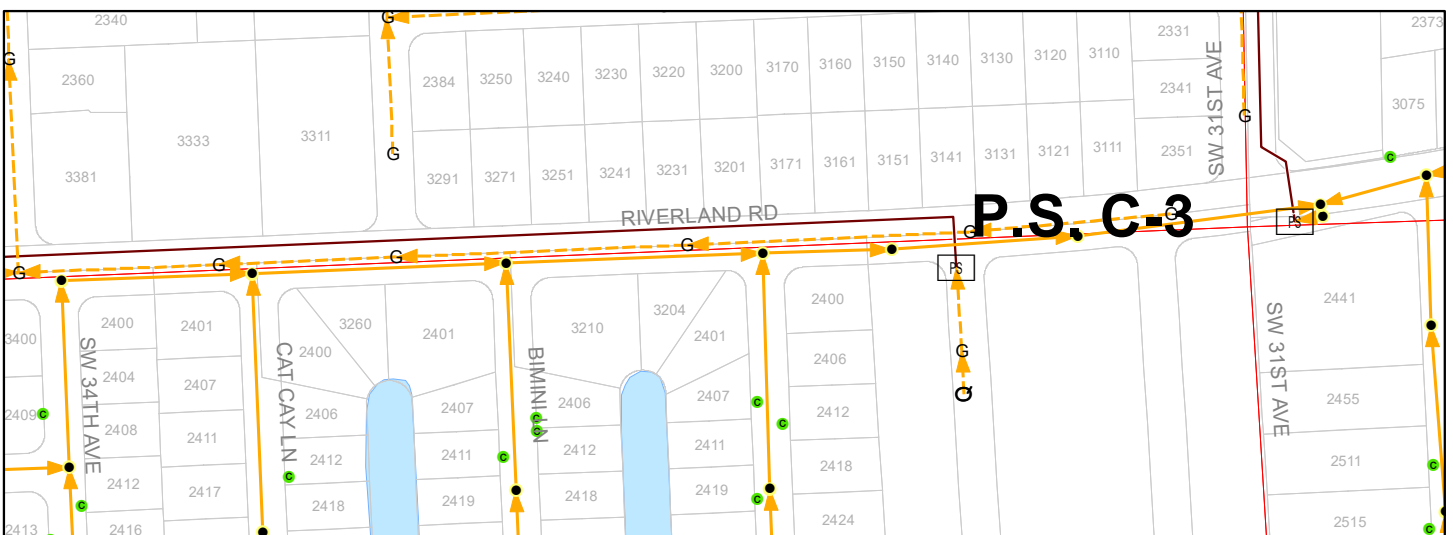 2340
G
2331
2373
G
2360
2384
3250
3240
3230
3220
3200
3170
3160
3150
3140
3130
3120
3110
2341
SW 31ST AVE
3075
G
3333
3311
G
3381
3291
3271
3251
3241
3231
3201
3171
3161
3151
3141
3131
3121
3111
2351
C
RIVERLAND RD
P.S. C-3
G
G
PS
G
G
G
G
PS
3400
2400
2401
3260
2401
3210
3204
2401
2400
2441
SW 34TH AVE
CAT CAY LN
2400
BIMINI LN
SW 31ST AVE
G
2404
2407
2406
2409
C
2406
2407
2406
C
C
2407
C
2412
2455
2408
2411
2412
2411
2412
2411
C
2412
2417
C
C
2418
2511
C
C
2418
2419
2418
2419
C
2424
2413
2416
2515
C